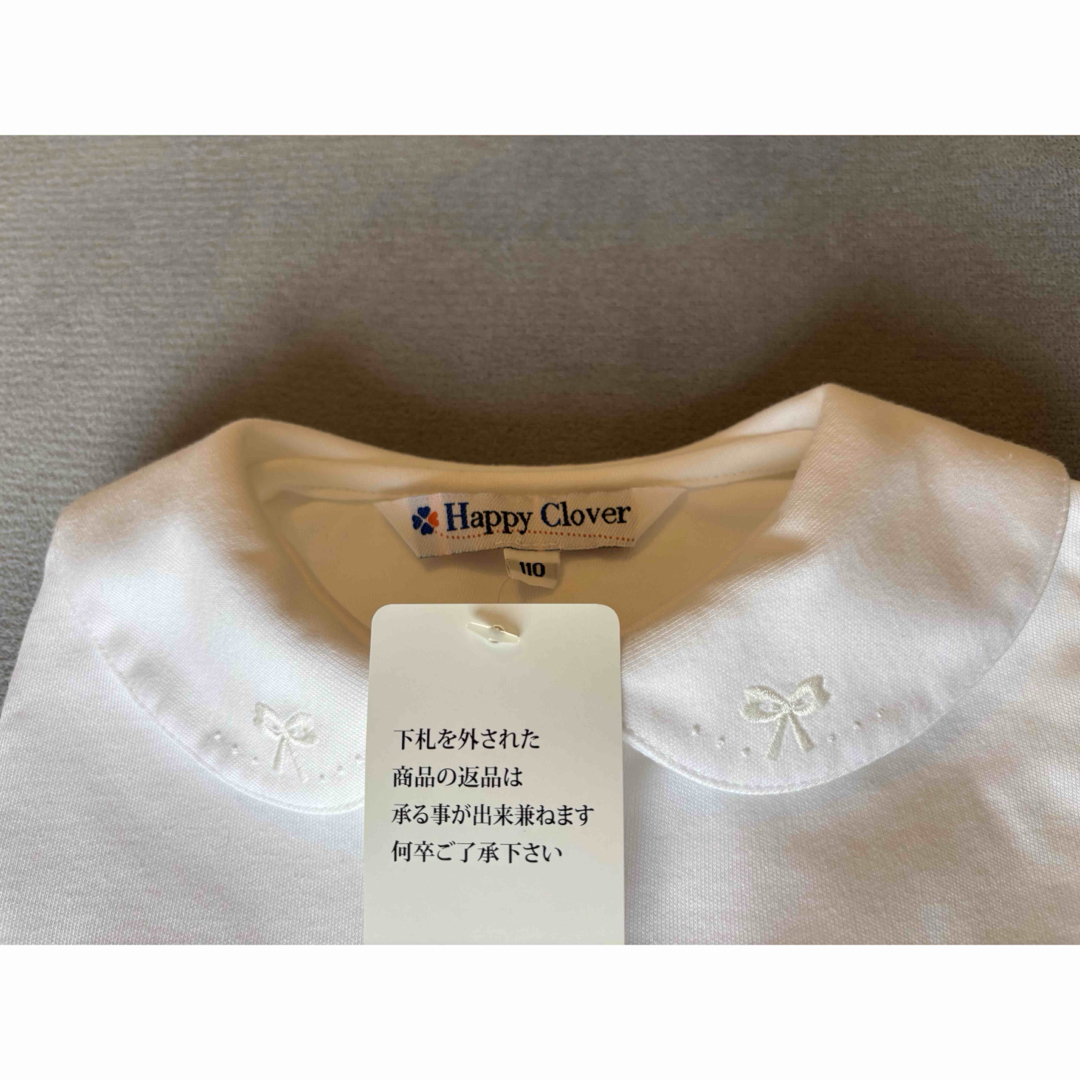 Happy Clover
110
下札を外された
商品の返品は
承る事が出来兼ねます
何卒ご了承下さい